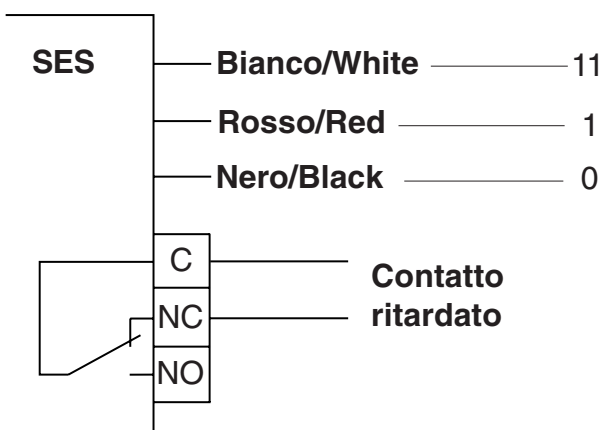 SES
Bianco/White 11
Rosso/Red 1
Nero/Black 0
C
Contatto
NC
ritardato
NO